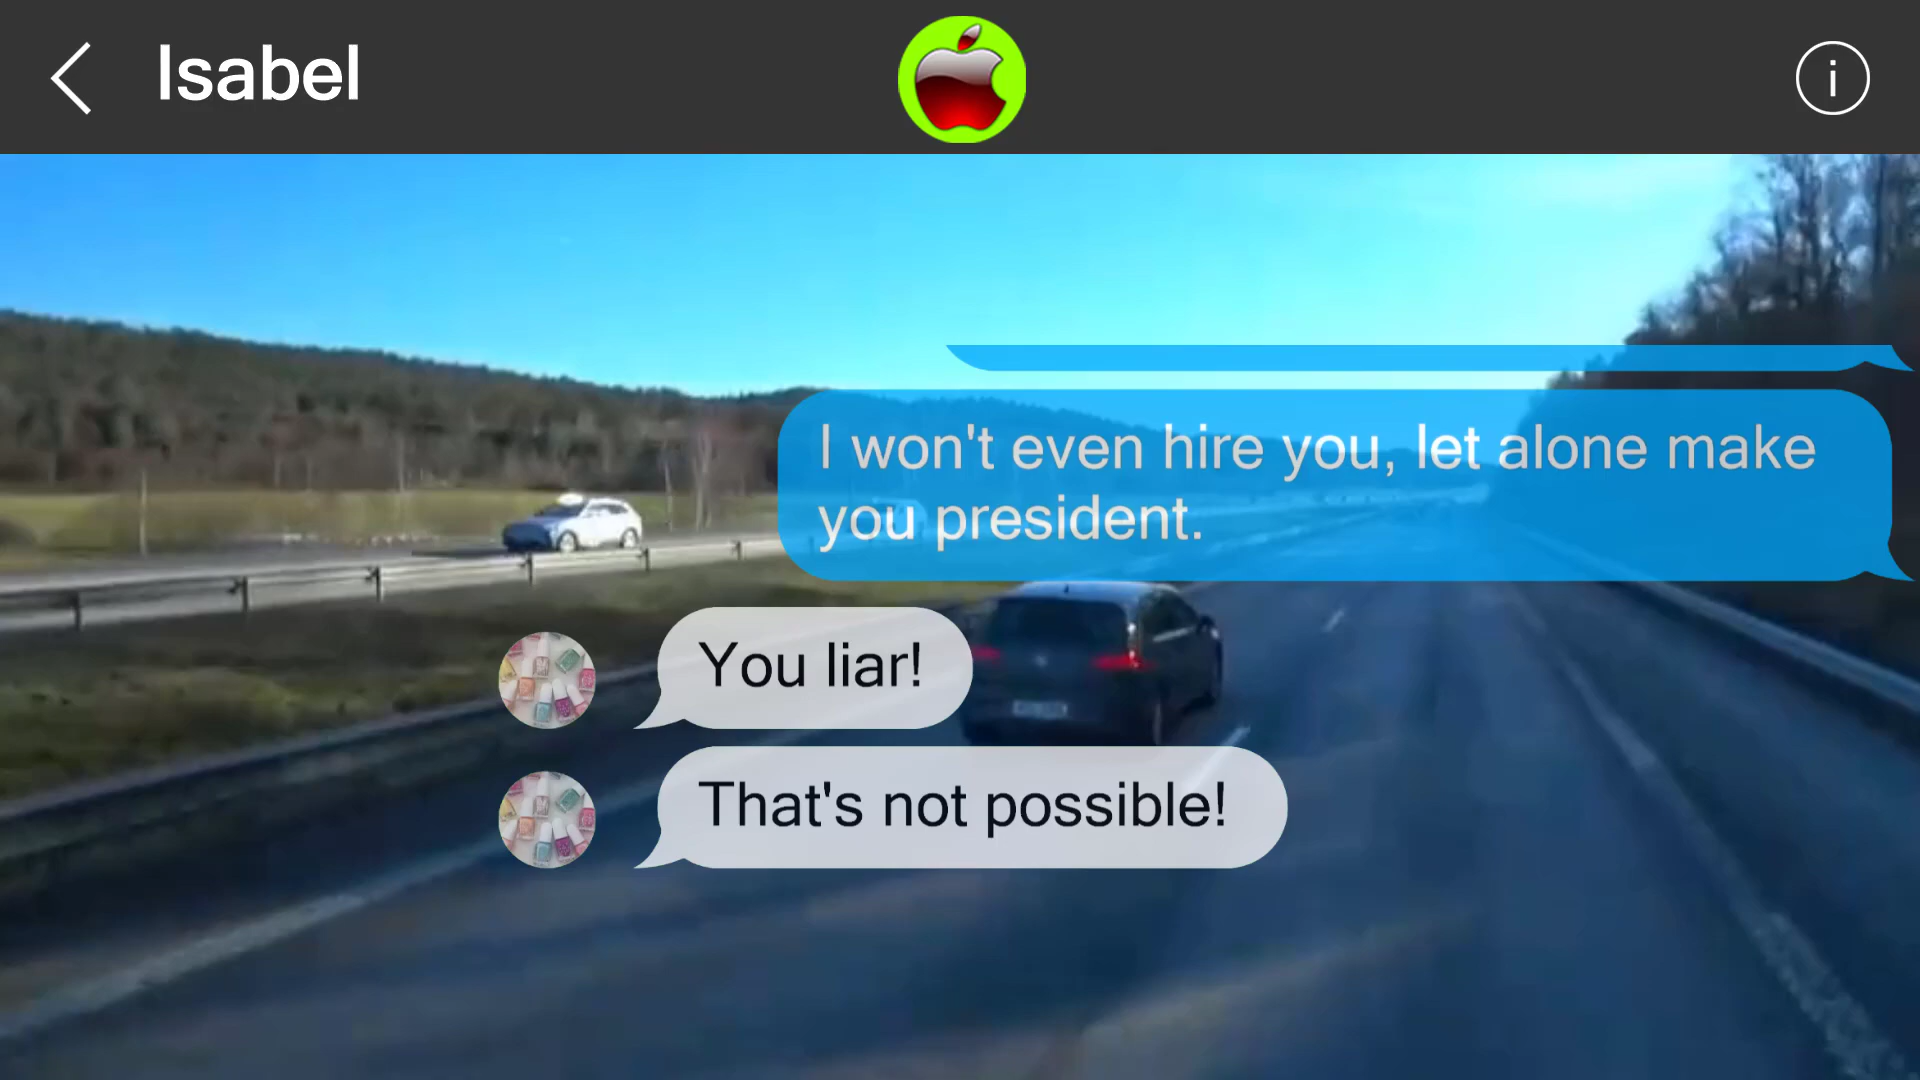 Isabel
I won't even hire you, let alone make
you president.
You liar!
That's not possible!